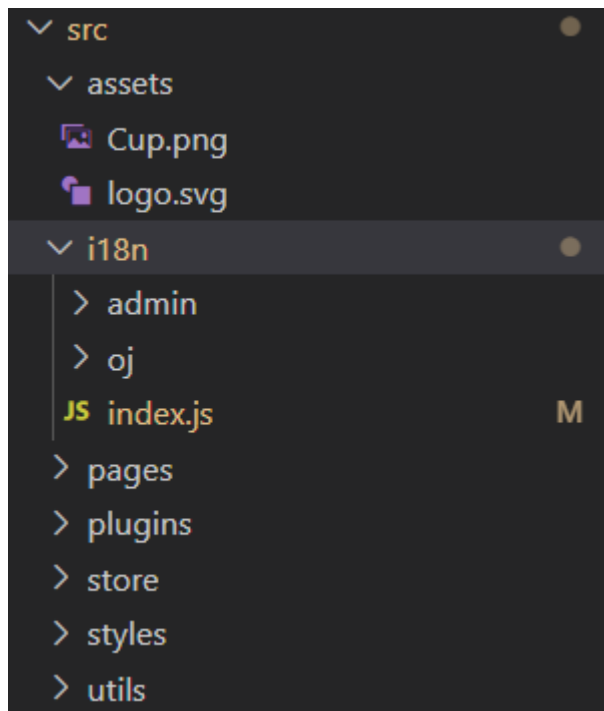 src
assets
Cup.png
logo.svg
i18n
admin
oj
JS index.js M
pages
plugins
store
styles
utils